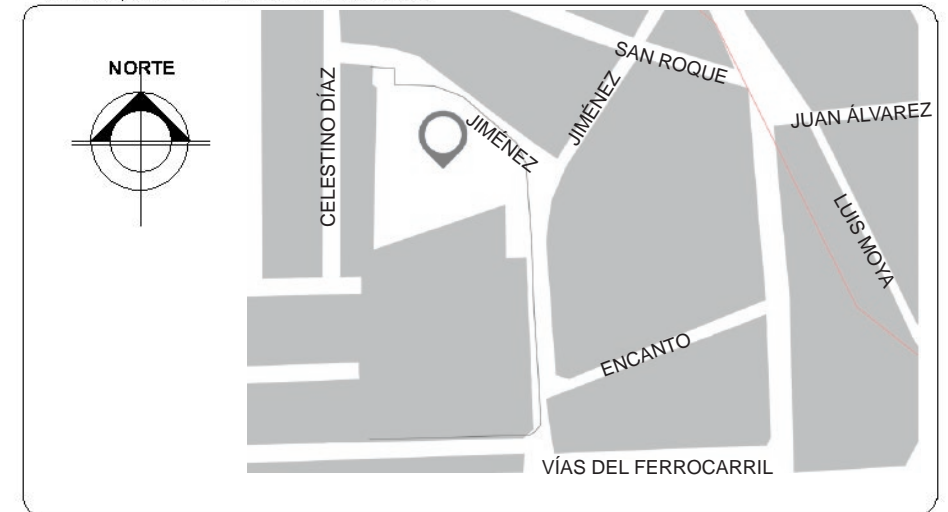 NORTE
CELESTINO DÍAZ
JIMÉNEZ
JIMÉNEZ
SAN ROQUE
JUAN ÁLVAREZ
LUIS MOYA
ENCANTO
VÍAS DEL FERROCARRIL